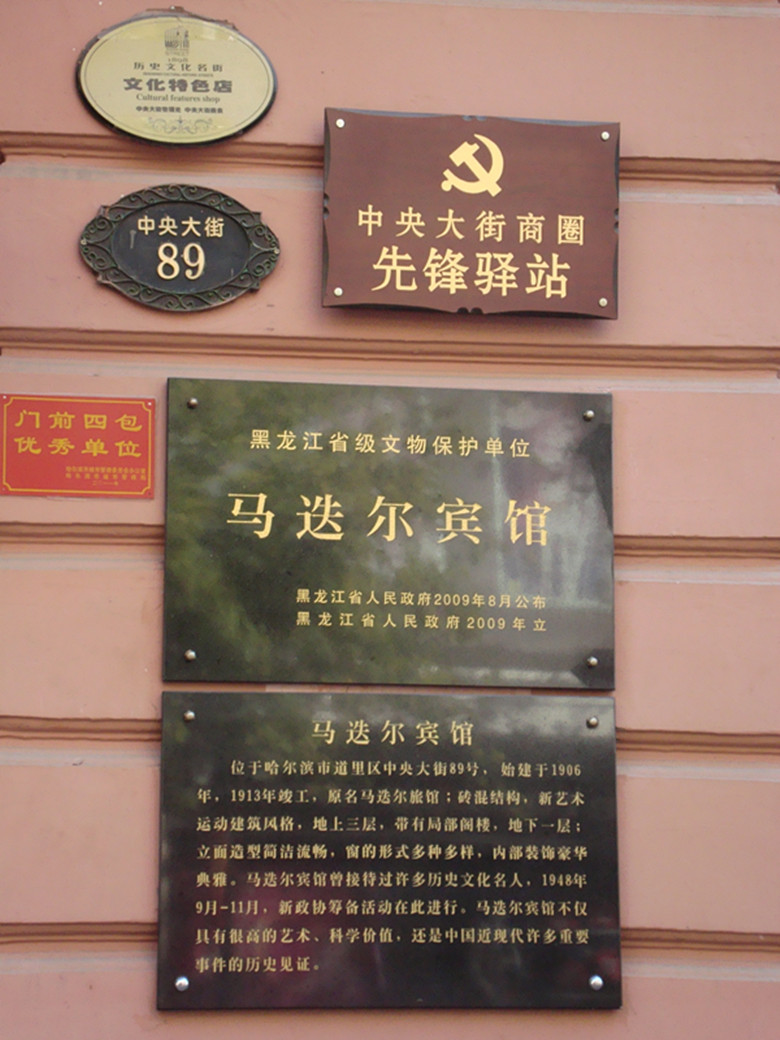 历史文化名街
文化特色店
Cultural features shop
中央大街管理处 中央大街商会
中央大街
89
中央大街商圈
先锋驿站
门前四包
优秀单位
黑龙江省级文物保护单位
马迭尔宾馆
黑龙江省人民政府2009年8月公布
黑龙江省人民政府2009年立
马迭尔宾馆
位于哈尔滨市道里区中央大街89号，始建于1906
年，1913年竣工，原名马迭尔旅馆；砖混结构，新艺术
运动建筑风格，地上三层，带有局部阁楼，地下一层；
立面造型简洁流畅，窗的形式多种多样，内部装饰豪华
典雅。马迭尔宾馆曾接待过许多历史文化名人，1948年
9月-11月，新政协筹备活动在此进行。马迭尔宾馆不仅
具有很高的艺术、科学价值，还是中国近现代许多重要
事件的历史见证。